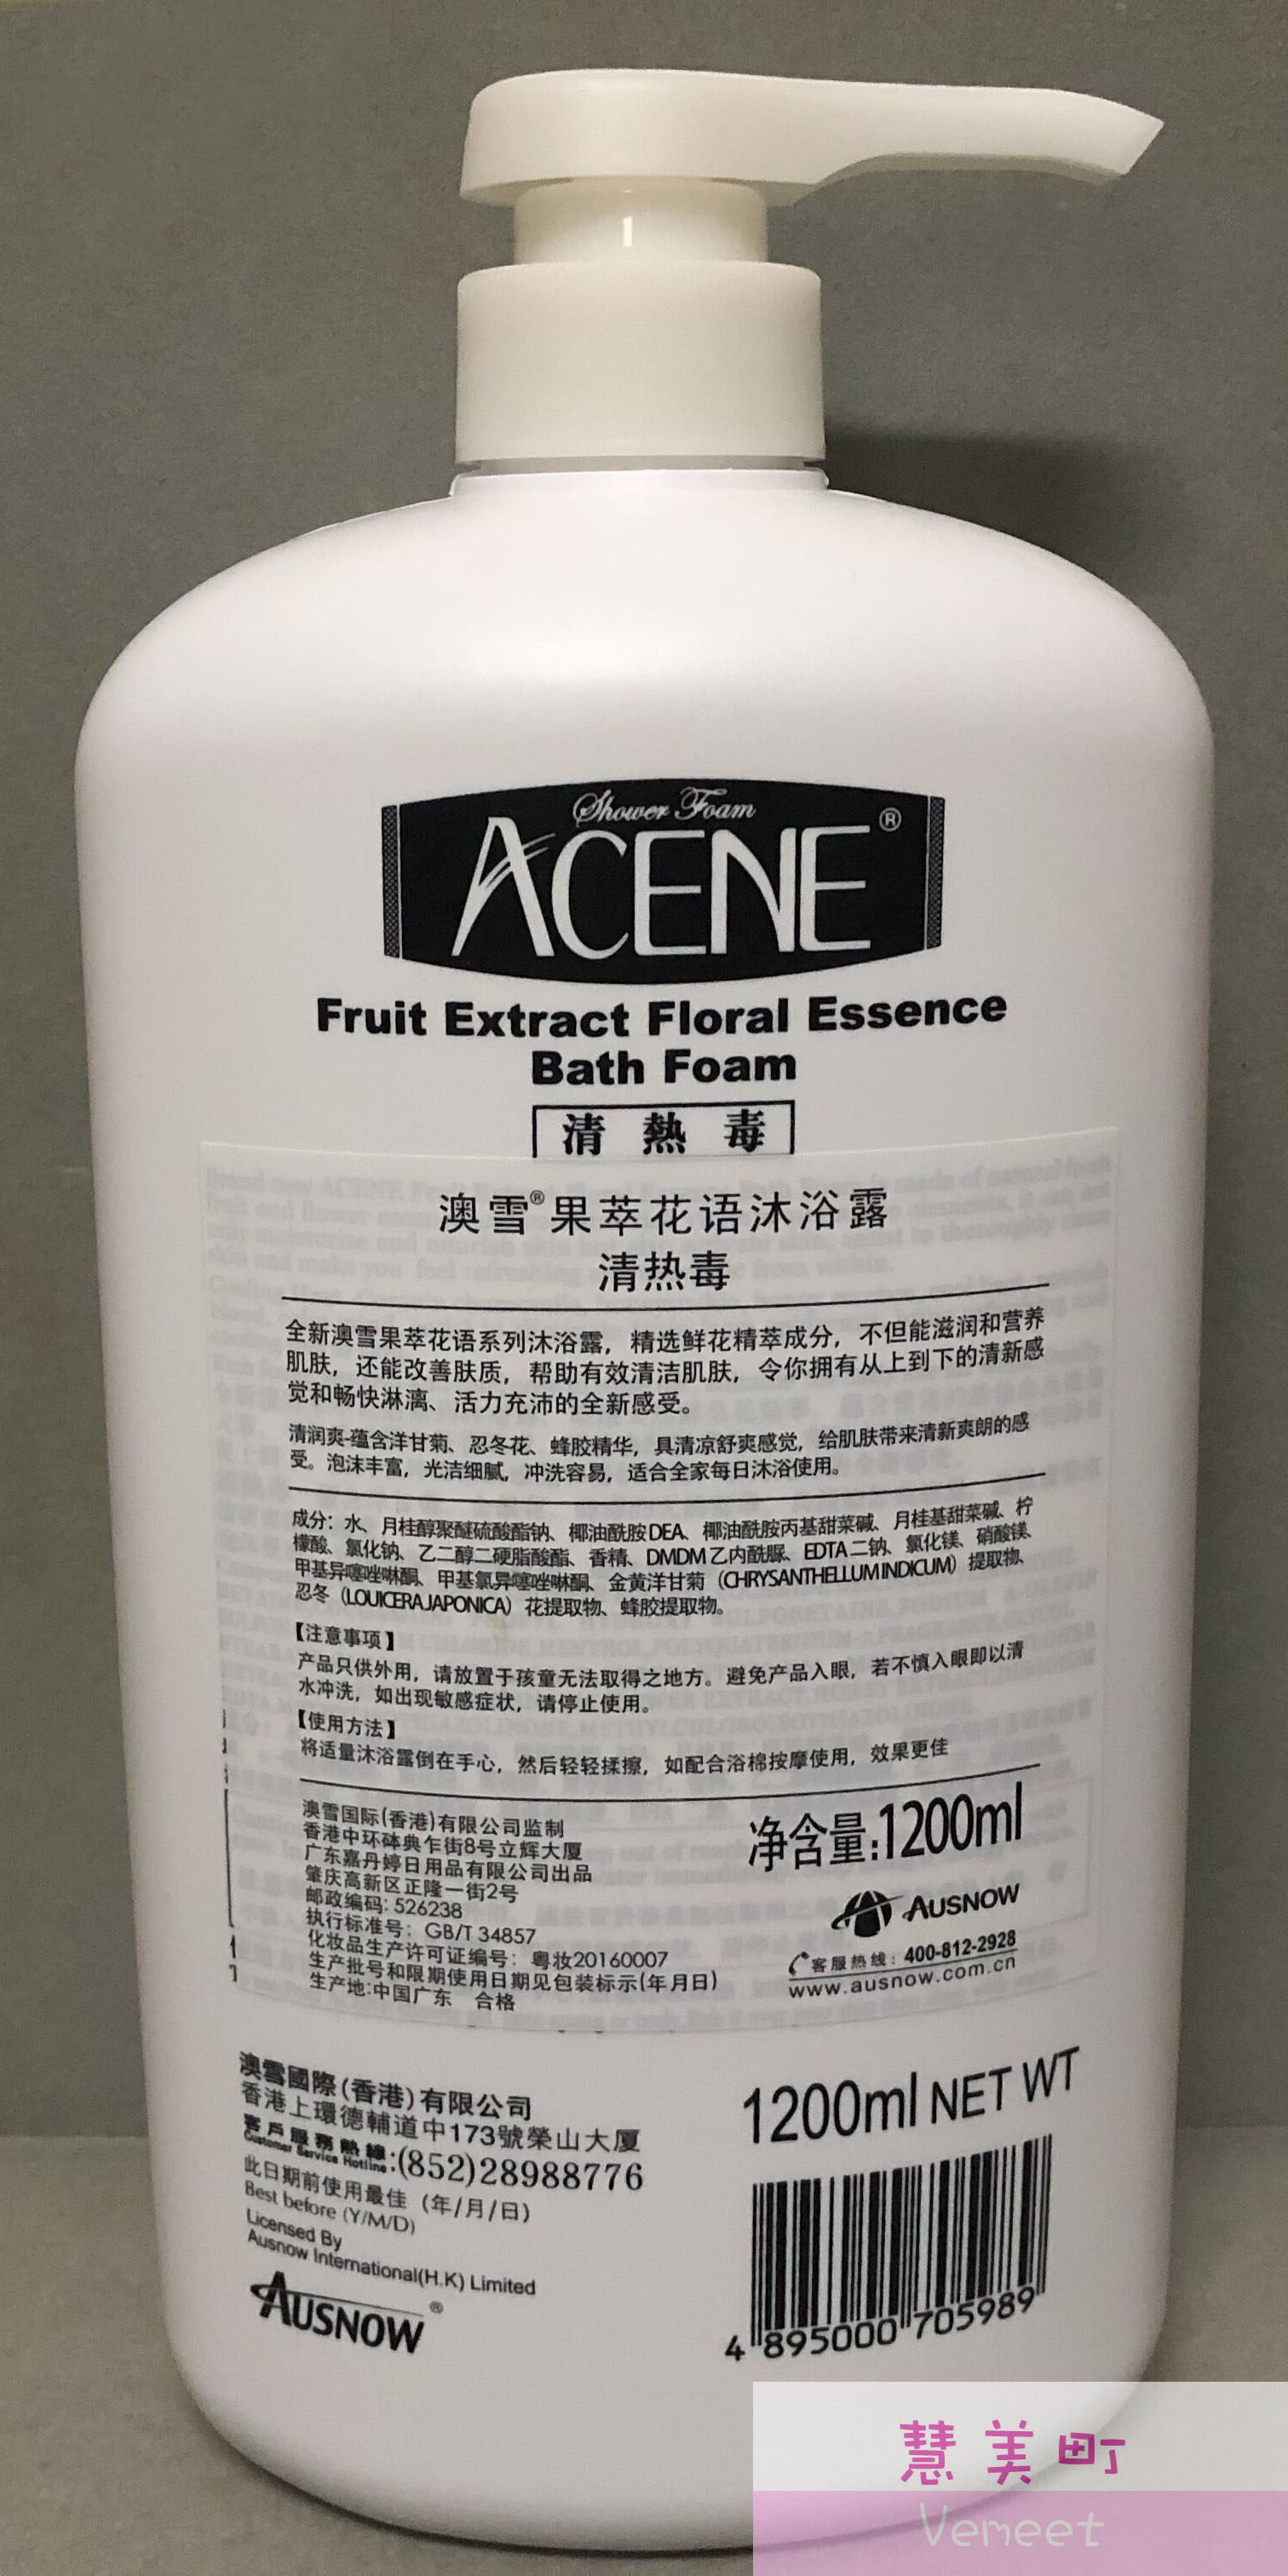 Shower Foam
ACENE®
Fruit Extract Floral Essence
Bath Foam
清熱毒
澳雪®果萃花语沐浴露
清热毒
全新澳雪果萃花语系列沐浴露，精选鲜花精萃成分，不但能滋润和营养
肌肤，还能改善肤质，帮助有效清洁肌肤，令你拥有从上到下的清新感
觉和畅快淋漓、活力充沛的全新感受。
清润爽-蕴含洋甘菊、忍冬花、蜂胶精华，具清凉舒爽感觉，给肌肤带来清新爽朗的感
受。泡沫丰富，光洁细腻，冲洗容易，适合全家每日沐浴使用。
成分：水、月桂醇聚醚硫酸酯钠、椰油酰胺DEA、椰油酰胺丙基甜菜碱、月桂基甜菜碱、柠
檬酸、氯化钠、乙二醇二硬脂酸酯、香精、DMDM乙内酰脲、EDTA二钠、氯化镁、硝酸镁、
甲基异噻唑啉酮、甲基氯异噻唑啉酮、金黄洋甘菊（CHRYSANTHELLUM INDICUM）提取物、
忍冬（LOUICERA JAPONICA）花提取物、蜂胶提取物。
【注意事项】
产品只供外用，请放置于孩童无法取得之地方。避免产品入眼，若不慎入眼即以清
水冲洗，如出现敏感症状，请停止使用。
【使用方法】
将适量沐浴露倒在手心，然后轻轻揉擦，如配合浴棉按摩使用，效果更佳
澳雪国际(香港)有限公司监制
香港中环砵典乍街8号立辉大厦
广东嘉丹婷日用品有限公司出品
肇庆高新区正隆一街2号
邮政编码：526238
执行标准号：GB/T 34857
化妆品生产许可证编号：粤妆20160007
生产批号和限期使用日期见包装标示(年月日)
生产地:中国广东 合格
净含量:1200ml
AUSNOW
客服热线：400-812-2928
www.ausnow.com.cn
澳雪國際(香港)有限公司
香港上環德輔道中173號榮山大厦
客戶服務熱線
Customer Service Hotline:(852)28988776
此日期前使用最佳（年/月/日）
Best before (Y/M/D)
Licensed By
Ausnow International(H.K) Limited
AUSNOW®
1200ml NET WT
4 895000 705989
慧美町
Vemeet